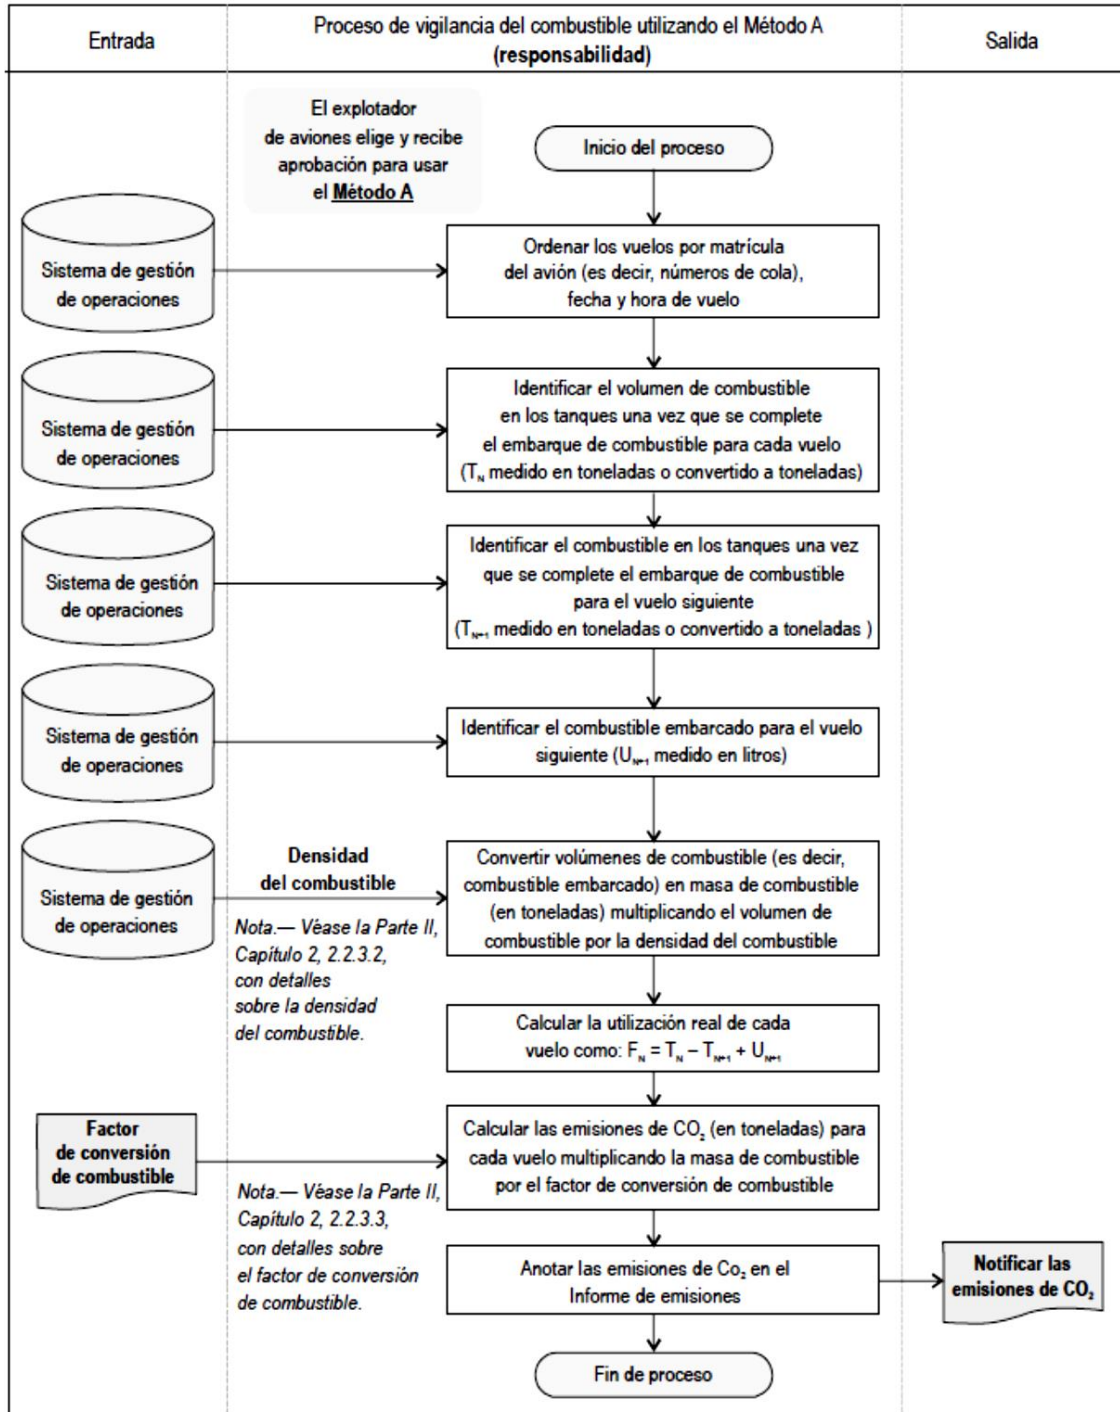 Entrada
Proceso de vigilancia del combustible utilizando el Método A
(responsabilidad)
Salida
El explotador
de aviones elige y recibe
aprobación para usar
el Método A
Inicio del proceso
Sistema de gestión
de operaciones
Ordenar los vuelos por matrícula
del avión (es decir, números de cola),
fecha y hora de vuelo
Sistema de gestión
de operaciones
Identificar el volumen de combustible
en los tanques una vez que se complete
el embarque de combustible para cada vuelo
(T_N medido en toneladas o convertido a toneladas)
Sistema de gestión
de operaciones
Identificar el combustible en los tanques una vez
que se complete el embarque de combustible
para el vuelo siguiente
(T_N+1 medido en toneladas o convertido a toneladas )
Sistema de gestión
de operaciones
Identificar el combustible embarcado para el vuelo
siguiente (U_N+1 medido en litros)
Sistema de gestión
de operaciones
Densidad
del combustible
Nota.— Véase la Parte II,
Capítulo 2, 2.2.3.2,
con detalles
sobre la densidad
del combustible.
Convertir volúmenes de combustible (es decir,
combustible embarcado) en masa de combustible
(en toneladas) multiplicando el volumen de
combustible por la densidad del combustible
Calcular la utilización real de cada
vuelo como: F_N = T_N – T_N+1 + U_N+1
Factor
de conversión
de combustible
Nota.— Véase la Parte II,
Capítulo 2, 2.2.3.3,
con detalles sobre
el factor de conversión
de combustible.
Calcular las emisiones de CO₂ (en toneladas) para
cada vuelo multiplicando la masa de combustible
por el factor de conversión de combustible
Anotar las emisiones de Co₂ en el
Informe de emisiones
Notificar las
emisiones de CO₂
Fin de proceso